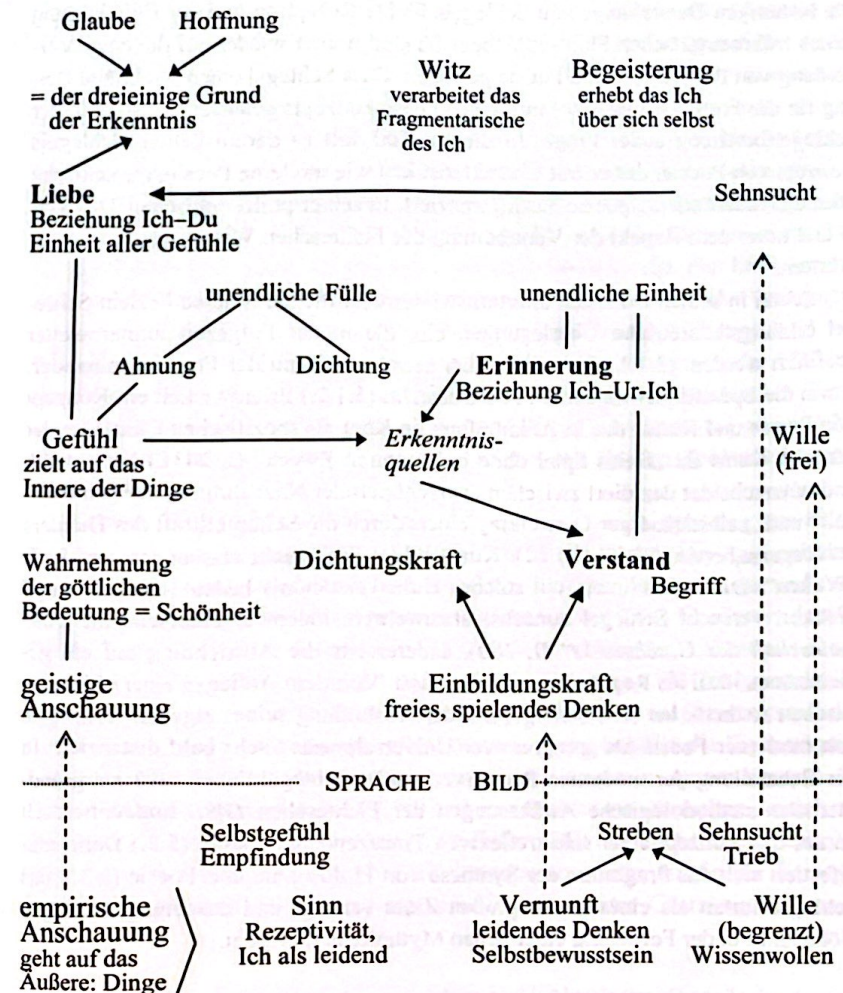 Glaube
Hoffnung
= der dreieinige Grund
der Erkenntnis
Witz
verarbeitet das
Fragmentarische
des Ich
Begeisterung
erhebt das Ich
über sich selbst
Liebe
Beziehung Ich–Du
Einheit aller Gefühle
Sehnsucht
unendliche Fülle
unendliche Einheit
Ahnung
Dichtung
Erinnerung
Beziehung Ich–Ur-Ich
Gefühl
zielt auf das
Innere der Dinge
Erkenntnis-
quellen
Wille
(frei)
Wahrnehmung
der göttlichen
Bedeutung = Schönheit
Dichtungskraft
Verstand
Begriff
geistige
Anschauung
Einbildungskraft
freies, spielendes Denken
SPRACHE
BILD
Selbstgefühl
Empfindung
Streben
Sehnsucht
Trieb
empirische
Anschauung
geht auf das
Äußere: Dinge
Sinn
Rezeptivität,
Ich als leidend
Vernunft
leidendes Denken
Selbstbewusstsein
Wille
(begrenzt)
Wissenwollen